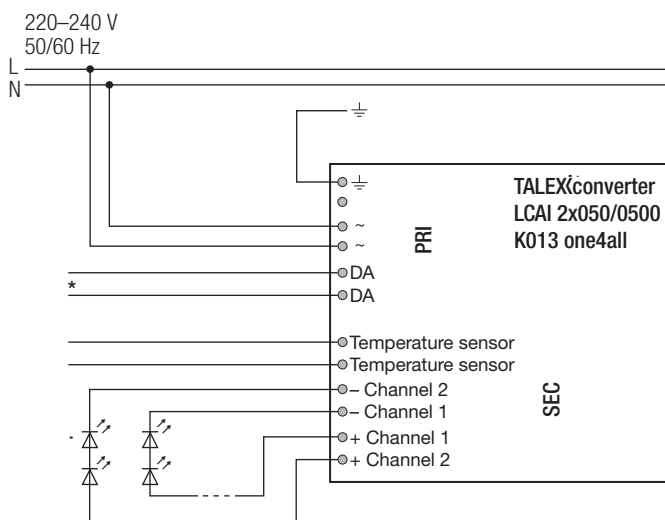 220–240 V
50/60 Hz
L
N
TALEXconverter
LCAI 2x050/0500
K013 one4all
PRI
~
~
DA
*
DA
Temperature sensor
Temperature sensor
– Channel 2
– Channel 1
SEC
+ Channel 1
+ Channel 2